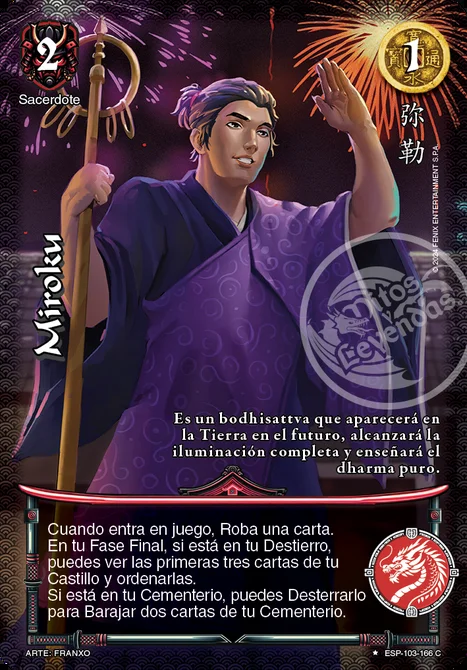 2
1
Sacerdote
弥勒
© 2024 FENIX ENTERTAINMENT S.P.A.
Miroku
Mitos
y
Leyendas
Es un bodhisattva que aparecerá en
la Tierra en el futuro, alcanzará la
iluminación completa y enseñará el
dharma puro.
Cuando entra en juego, Roba una carta.
En tu Fase Final, si está en tu Destierro,
puedes ver las primeras tres cartas de tu
Castillo y ordenarlas.
Si está en tu Cementerio, puedes Desterrarlo
para Barajar dos cartas de tu Cementerio.
ARTE: FRANXO
ESP-103-166 C